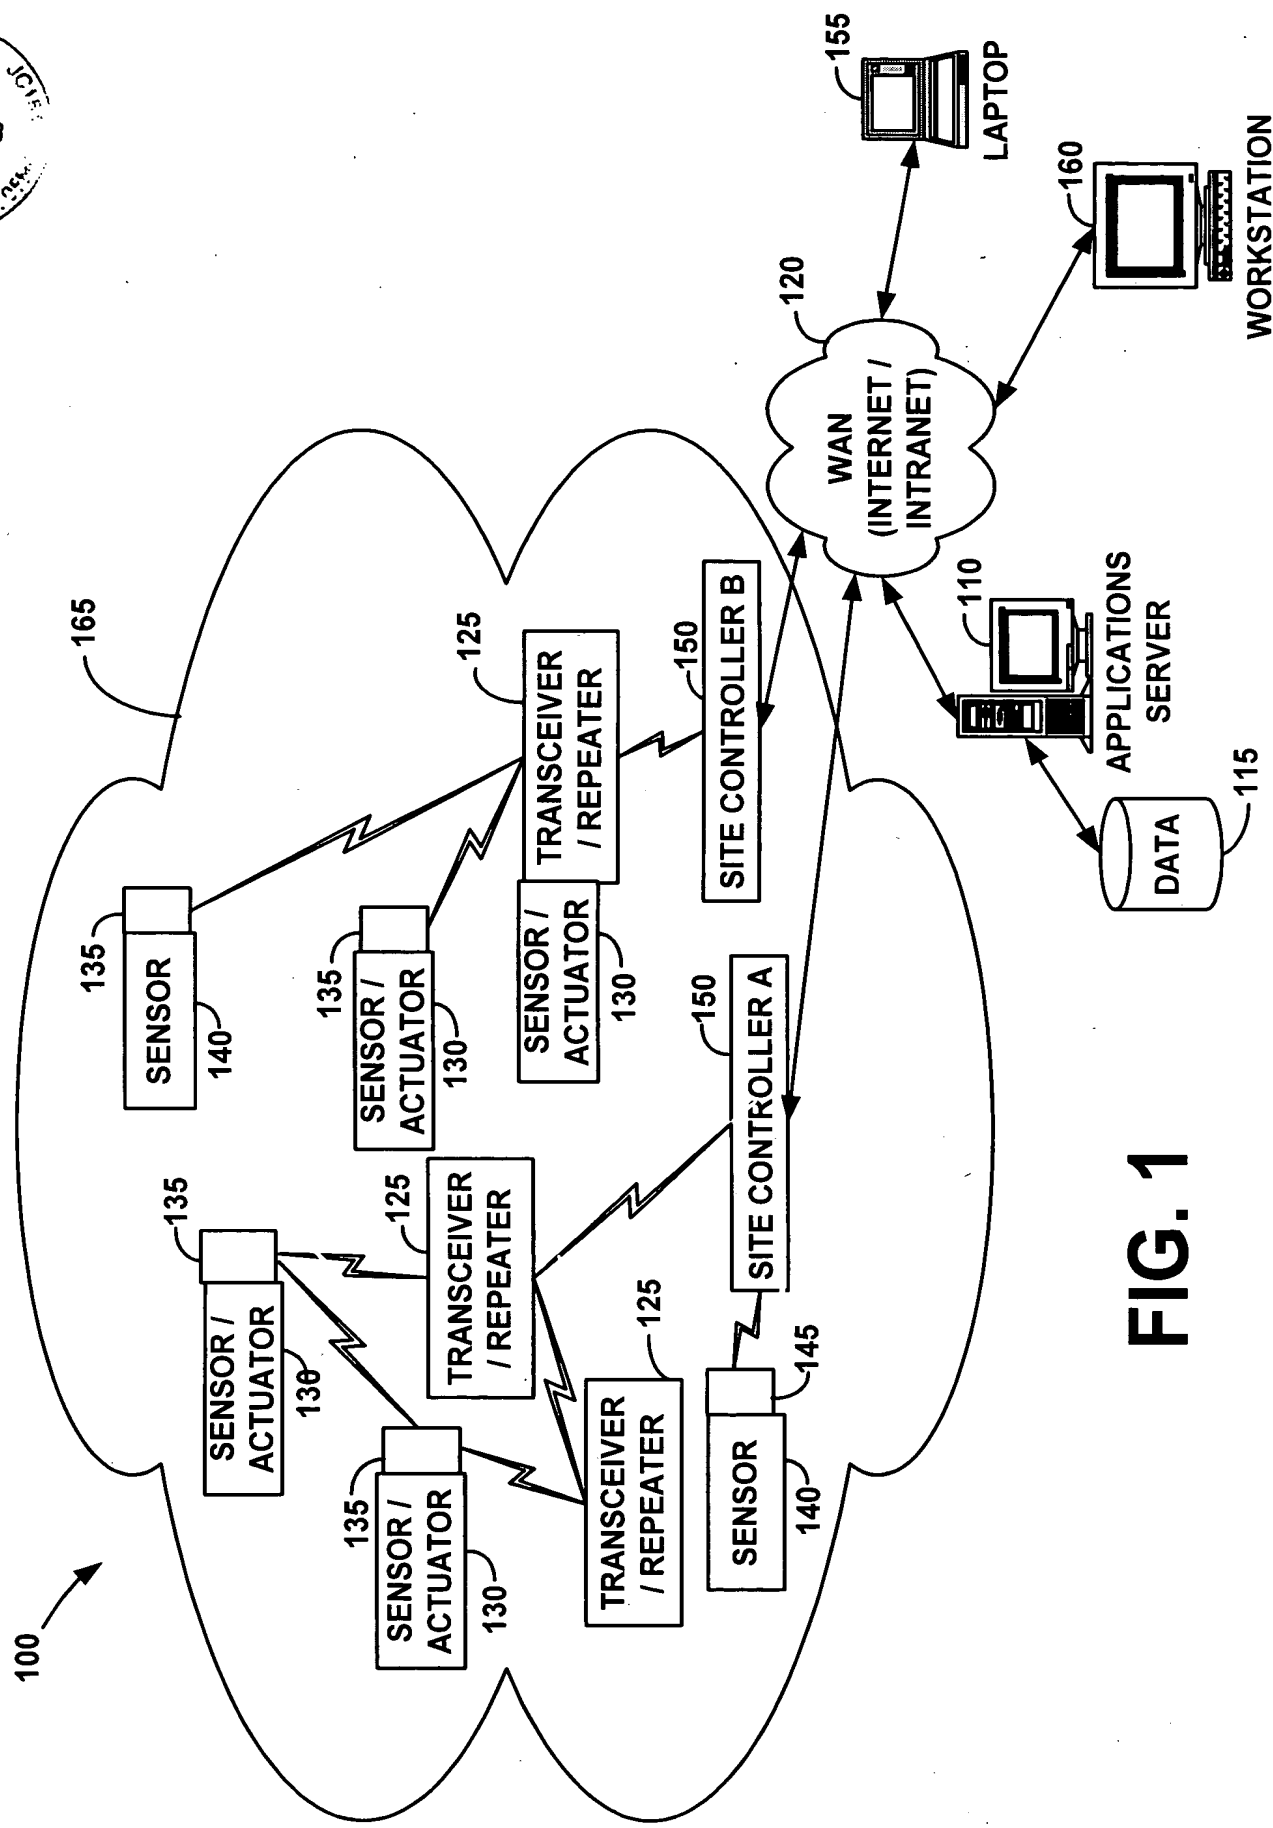 100
165
135
SENSOR
140
135
SENSOR /
ACTUATOR
130
135
SENSOR /
ACTUATOR
130
125
TRANSCEIVER
/ REPEATER
SENSOR /
ACTUATOR
130
135
SENSOR /
ACTUATOR
130
125
TRANSCEIVER
/ REPEATER
125
TRANSCEIVER
/ REPEATER
145
SENSOR
140
150
SITE CONTROLLER A
150
SITE CONTROLLER B
120
WAN
(INTERNET /
INTRANET)
155
LAPTOP
160
WORKSTATION
110
APPLICATIONS
SERVER
115
DATA
FIG. 1